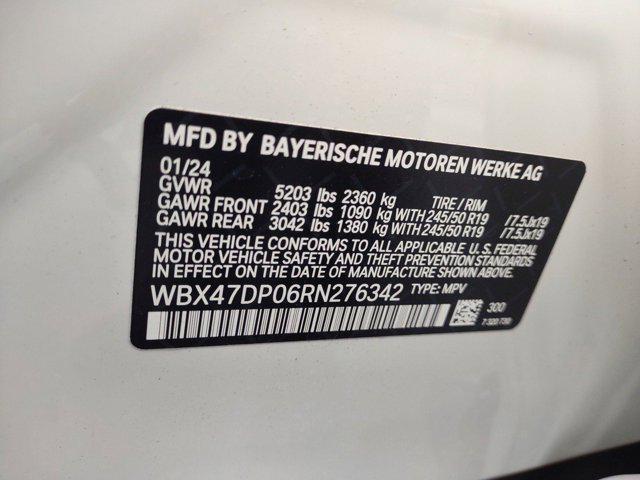 MFD BY BAYERISCHE MOTOREN WERKE AG
01/24
GVWR 5203 lbs 2360 kg TIRE / RIM
GAWR FRONT 2403 lbs 1090 kg WITH 245/50 R19 /7.5Jx19
GAWR REAR 3042 lbs 1380 kg WITH 245/50 R19 /7.5Jx19
THIS VEHICLE CONFORMS TO ALL APPLICABLE U. S. FEDERAL
MOTOR VEHICLE SAFETY AND THEFT PREVENTION STANDARDS
IN EFFECT ON THE DATE OF MANUFACTURE SHOWN ABOVE.
WBX47DP06RN276342 TYPE: MPV
300
7 320 730